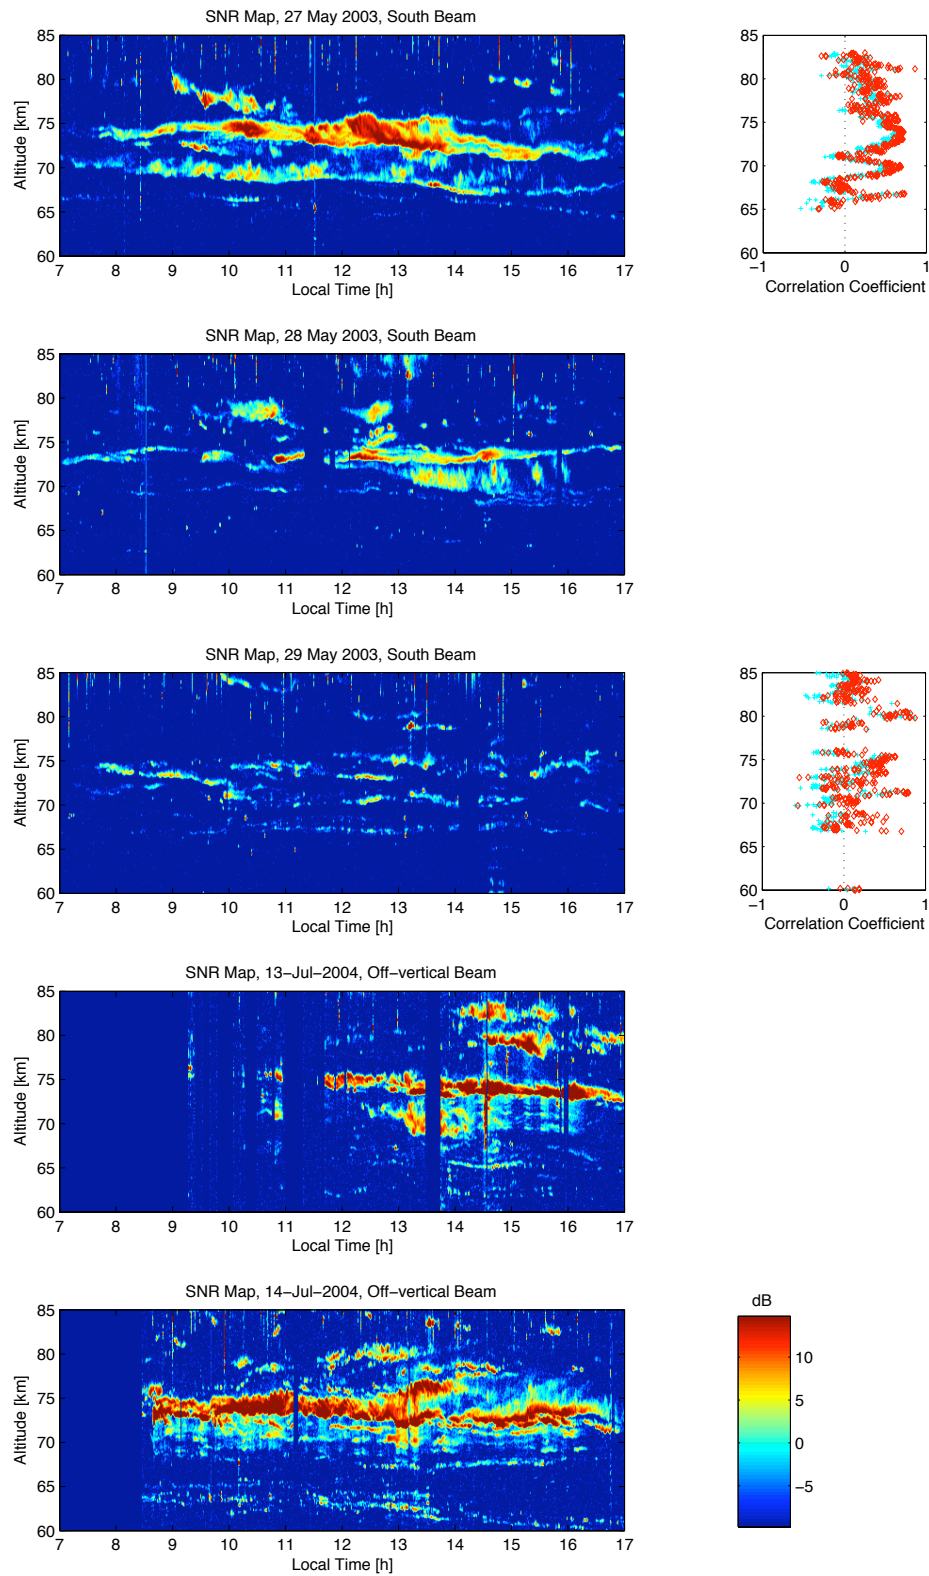 SNR Map, 27 May 2003, South Beam
85
80
75
70
65
60
Altitude [km]
7 8 9 10 11 12 13 14 15 16 17
Local Time [h]
85
80
75
70
65
60
−1 0 1
Correlation Coefficient
SNR Map, 28 May 2003, South Beam
85
80
75
70
65
60
Altitude [km]
7 8 9 10 11 12 13 14 15 16 17
Local Time [h]
SNR Map, 29 May 2003, South Beam
85
80
75
70
65
60
Altitude [km]
7 8 9 10 11 12 13 14 15 16 17
Local Time [h]
85
80
75
70
65
60
−1 0 1
Correlation Coefficient
SNR Map, 13−Jul−2004, Off−vertical Beam
85
80
75
70
65
60
Altitude [km]
7 8 9 10 11 12 13 14 15 16 17
Local Time [h]
SNR Map, 14−Jul−2004, Off−vertical Beam
85
80
75
70
65
60
Altitude [km]
7 8 9 10 11 12 13 14 15 16 17
Local Time [h]
dB
10
5
0
−5